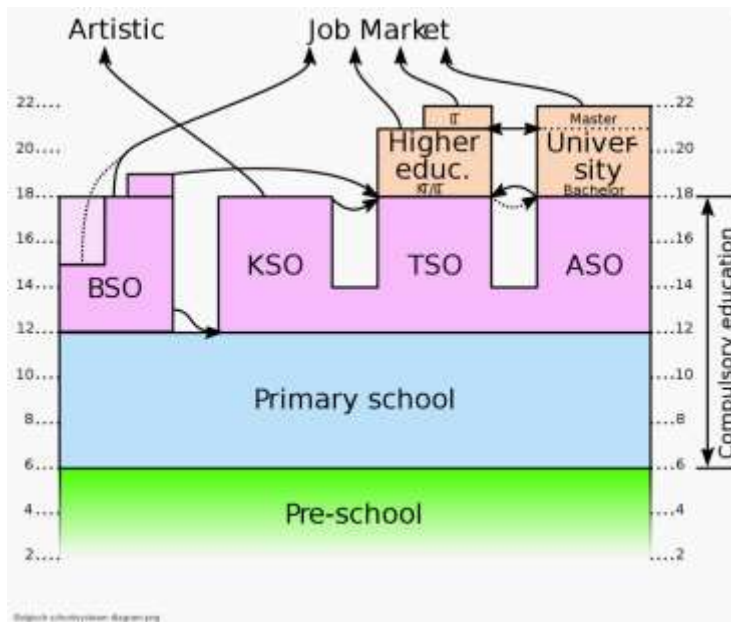 Artistic Job Market
22 22
IT Master
20 Higher Univer- 20
educ. sity
KT/IT Bachelor
18 18
16 16
KSO TSO ASO
BSO
14 14
12 12
10 10
Primary school
8 8
Compulsory education
6 6
4 Pre-school 4
2 2